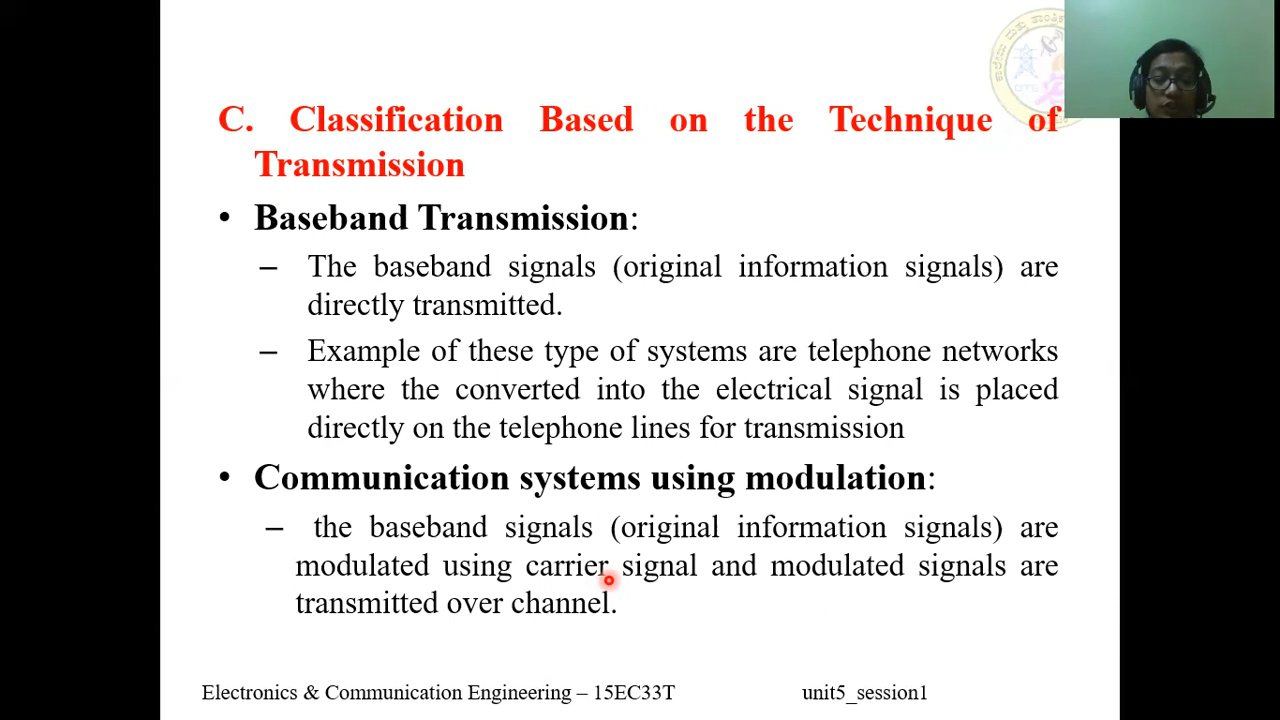 C. Classification Based on the Technique of
Transmission
• Baseband Transmission:
– The baseband signals (original information signals) are
directly transmitted.
– Example of these type of systems are telephone networks
where the converted into the electrical signal is placed
directly on the telephone lines for transmission
• Communication systems using modulation:
– the baseband signals (original information signals) are
modulated using carrier signal and modulated signals are
transmitted over channel.
Electronics & Communication Engineering – 15EC33T
unit5_session1